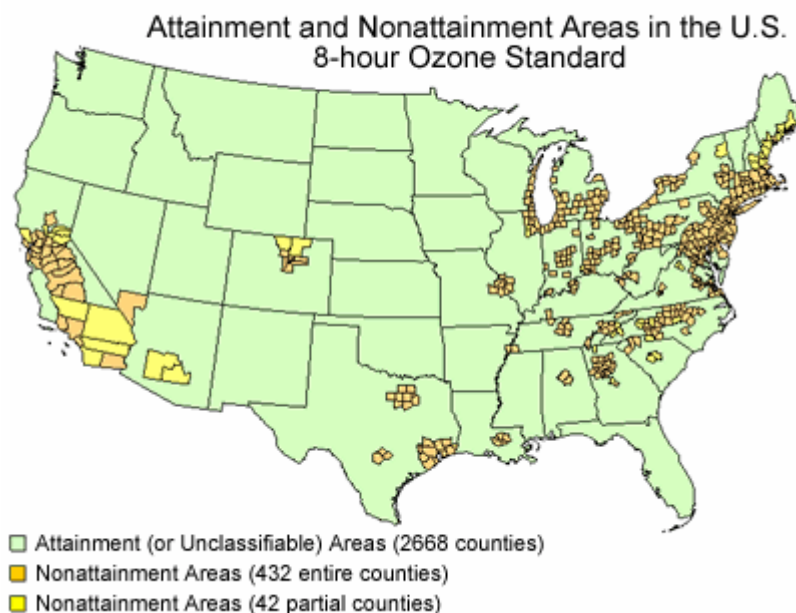 Attainment and Nonattainment Areas in the U.S.
8-hour Ozone Standard
Attainment (or Unclassifiable) Areas (2668 counties)
Nonattainment Areas (432 entire counties)
Nonattainment Areas (42 partial counties)